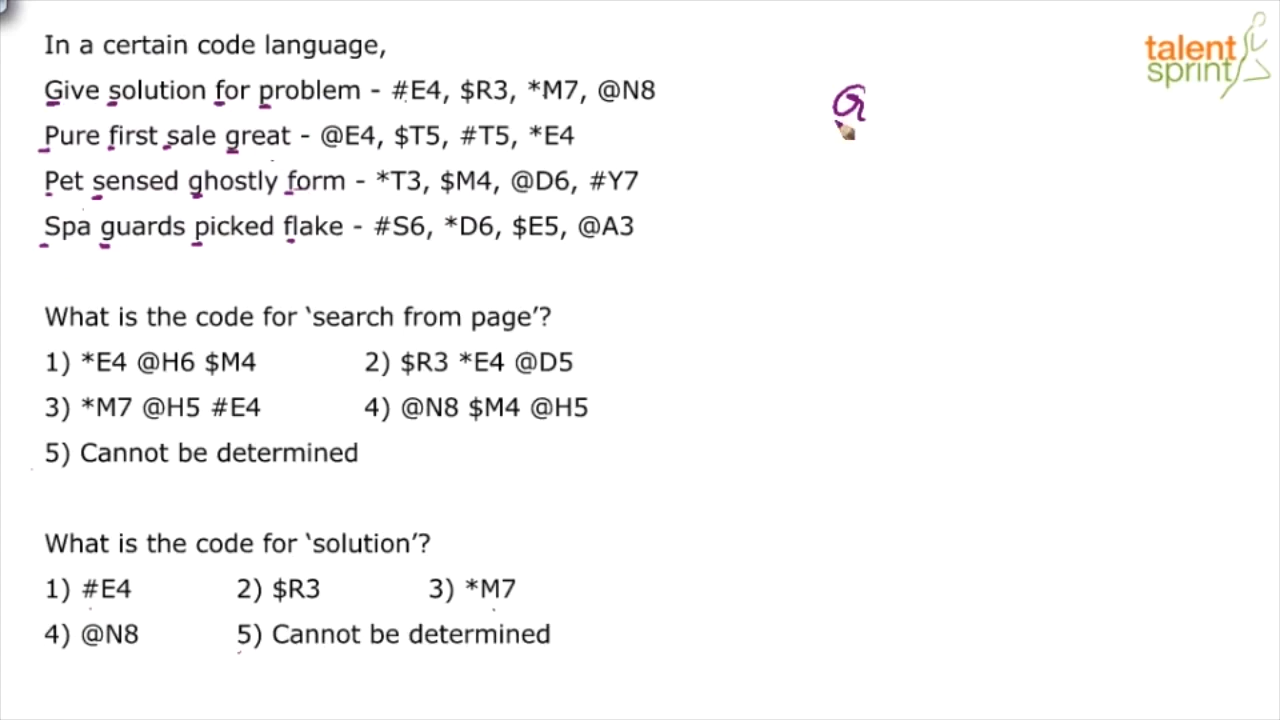 In a certain code language,
talent
sprint
Give solution for problem - #E4, $R3, *M7, @N8
G
Pure first sale great - @E4, $T5, #T5, *E4
Pet sensed ghostly form - *T3, $M4, @D6, #Y7
Spa guards picked flake - #S6, *D6, $E5, @A3
What is the code for ‘search from page’?
1) *E4 @H6 $M4 2) $R3 *E4 @D5
3) *M7 @H5 #E4 4) @N8 $M4 @H5
5) Cannot be determined
What is the code for ‘solution’?
1) #E4 2) $R3 3) *M7
4) @N8 5) Cannot be determined